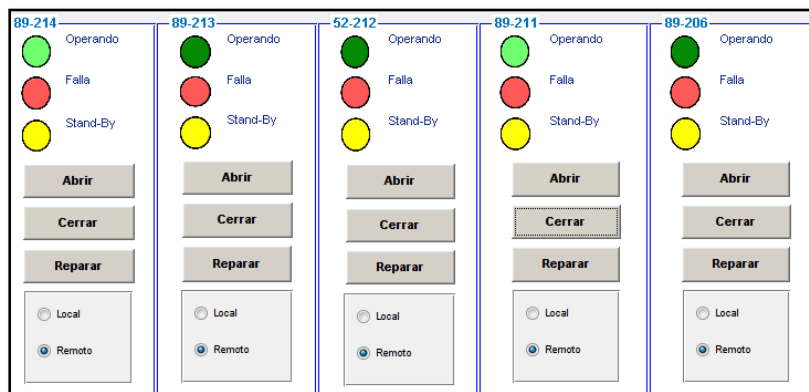 89-214
Operando
Falla
Stand-By
Abrir
Cerrar
Reparar
Local
Remoto
89-213
Operando
Falla
Stand-By
Abrir
Cerrar
Reparar
Local
Remoto
52-212
Operando
Falla
Stand-By
Abrir
Cerrar
Reparar
Local
Remoto
89-211
Operando
Falla
Stand-By
Abrir
Cerrar
Reparar
Local
Remoto
89-206
Operando
Falla
Stand-By
Abrir
Cerrar
Reparar
Local
Remoto